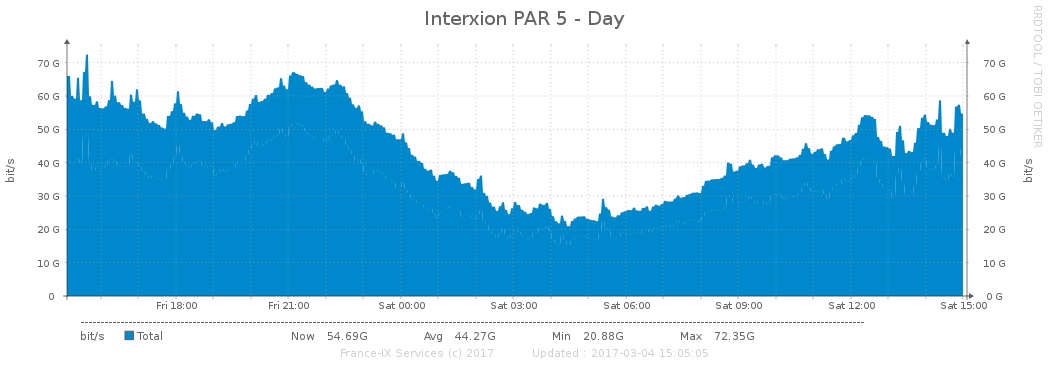 Interxion PAR 5 - Day
RRDTOOL / TOBI OETIKER
bit/s
70 G 70 G
60 G 60 G
50 G 50 G
40 G 40 G
30 G 30 G
20 G 20 G
10 G 10 G
0 0 G
bit/s
Fri 18:00 Fri 21:00 Sat 00:00 Sat 03:00 Sat 06:00 Sat 09:00 Sat 12:00 Sat 15:00
bit/s Total Now 54.69G Avg 44.27G Min 20.88G Max 72.35G
France-IX Services (c) 2017 Updated : 2017-03-04 15:05:05